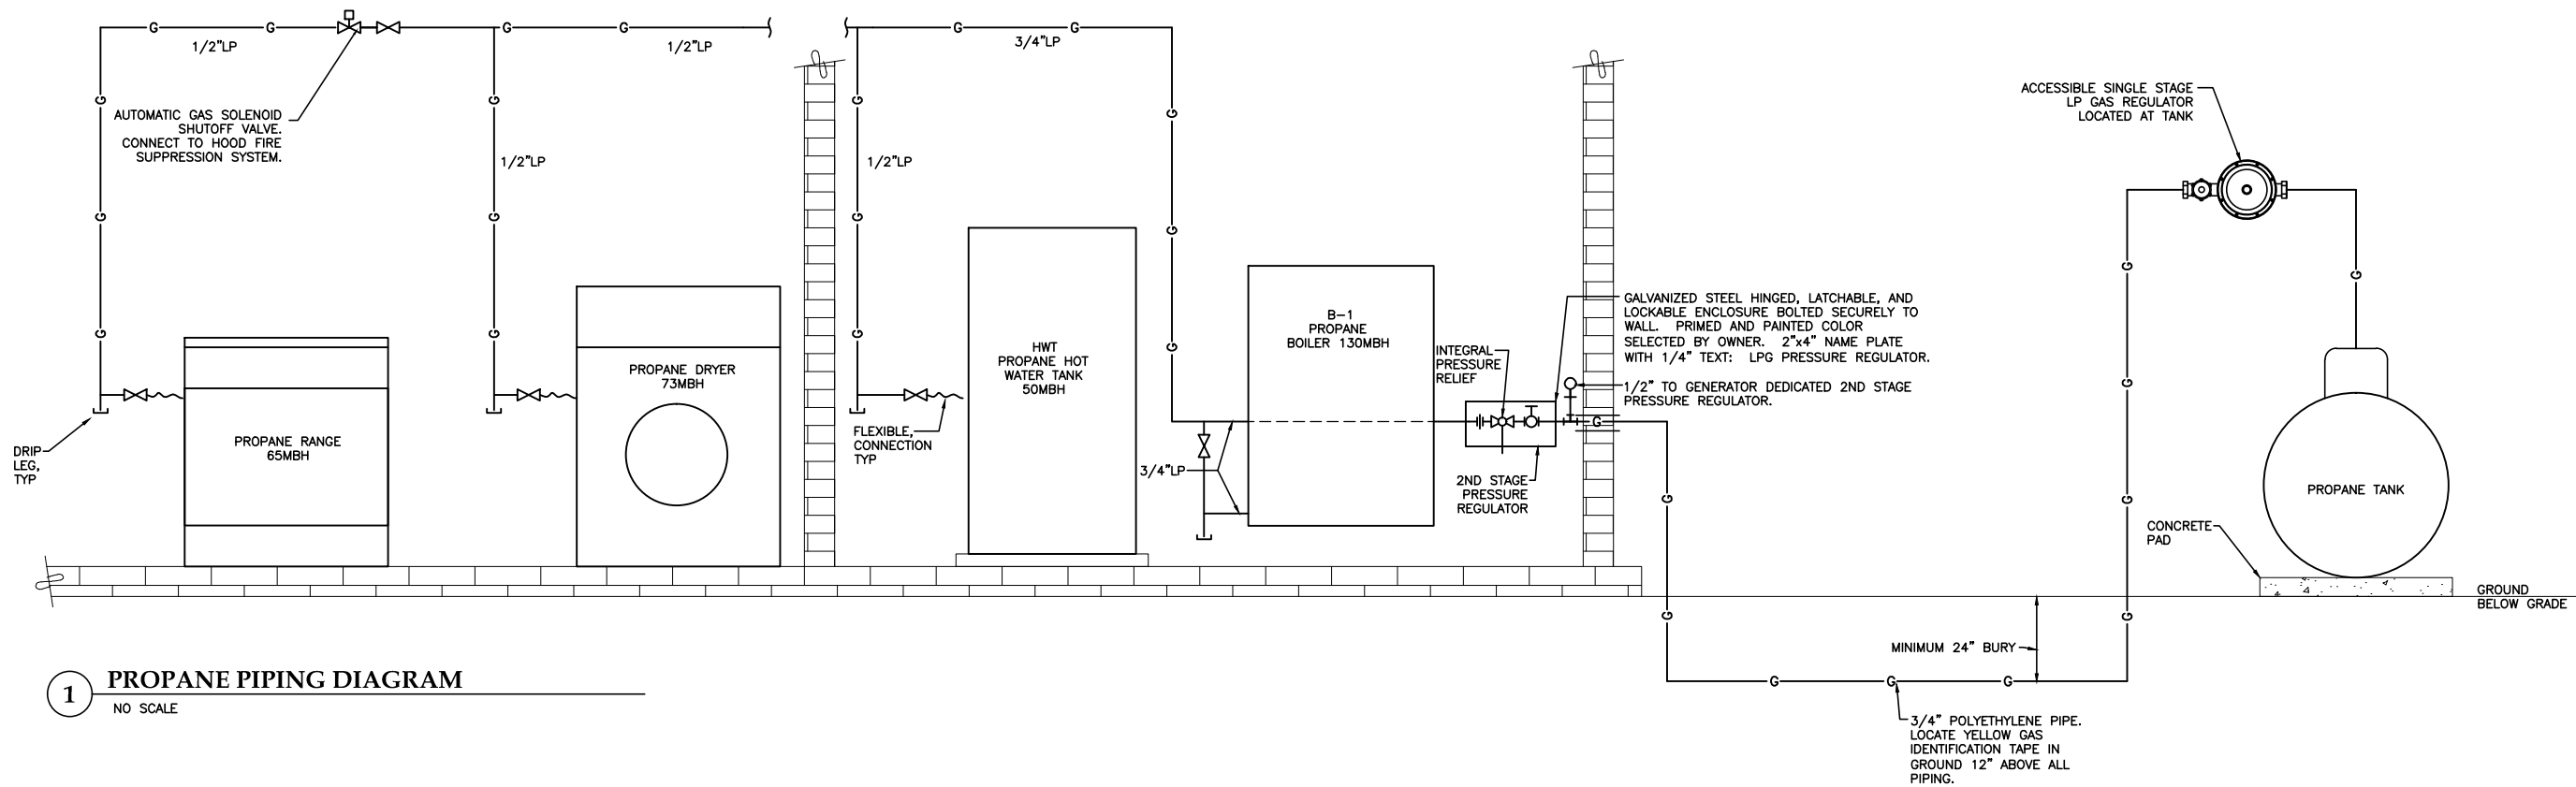 G G G G G G
1/2"LP
1/2"LP
3/4"LP
AUTOMATIC GAS SOLENOID
SHUTOFF VALVE.
CONNECT TO HOOD FIRE
SUPPRESSION SYSTEM.
G
G
G
G
G
G
1/2"LP
G
G
G
1/2"LP
G
G
G
ACCESSIBLE SINGLE STAGE
LP GAS REGULATOR
LOCATED AT TANK
G
G
G
G
DRIP
LEG,
TYP
PROPANE RANGE
65MBH
PROPANE DRYER
73MBH
FLEXIBLE,
CONNECTION
TYP
HWT
PROPANE HOT
WATER TANK
50MBH
B-1
PROPANE
BOILER 130MBH
3/4"LP
INTEGRAL
PRESSURE
RELIEF
2ND STAGE
PRESSURE
REGULATOR
GALVANIZED STEEL HINGED, LATCHABLE, AND
LOCKABLE ENCLOSURE BOLTED SECURELY TO
WALL. PRIMED AND PAINTED COLOR
SELECTED BY OWNER. 2"x4" NAME PLATE
WITH 1/4" TEXT: LPG PRESSURE REGULATOR.
1/2" TO GENERATOR DEDICATED 2ND STAGE
PRESSURE REGULATOR.
G
G
G
PROPANE TANK
CONCRETE
PAD
GROUND
BELOW GRADE
G
MINIMUM 24" BURY
G G G
3/4" POLYETHYLENE PIPE.
LOCATE YELLOW GAS
IDENTIFICATION TAPE IN
GROUND 12" ABOVE ALL
PIPING.
1 PROPANE PIPING DIAGRAM
NO SCALE